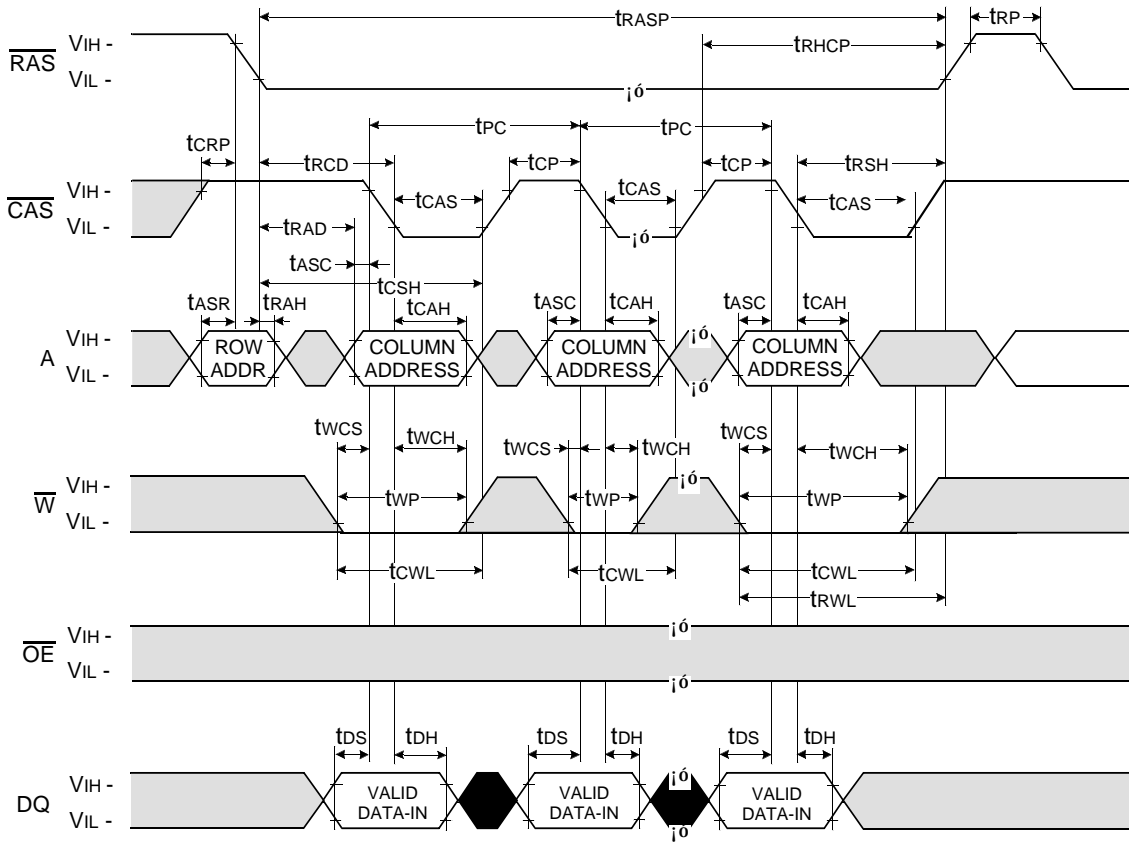 tRASP
tRP
VIH -
tRHCP
RAS
VIL -
¡ó
tPC
tPC
tCRP
tRCD
tCP
tCP
tRSH
VIH -
CAS
tCAS
tCAS
tCAS
VIL -
tRAD
¡ó
tASC
tCSH
tASR
tRAH
tCAH
tASC
tCAH
tASC
tCAH
VIH -
¡ó
A
ROW
ADDR
COLUMN
ADDRESS
COLUMN
ADDRESS
COLUMN
ADDRESS
VIL -
¡ó
tWCS
tWCH
tWCS
tWCH
tWCS
tWCH
VIH -
¡ó
W
tWP
tWP
tWP
VIL -
tCWL
tCWL
tCWL
tRWL
VIH -
¡ó
OE
VIL -
¡ó
tDS
tDH
tDS
tDH
tDS
tDH
VIH -
¡ó
DQ
VALID
DATA-IN
VALID
DATA-IN
VALID
DATA-IN
VIL -
¡ó